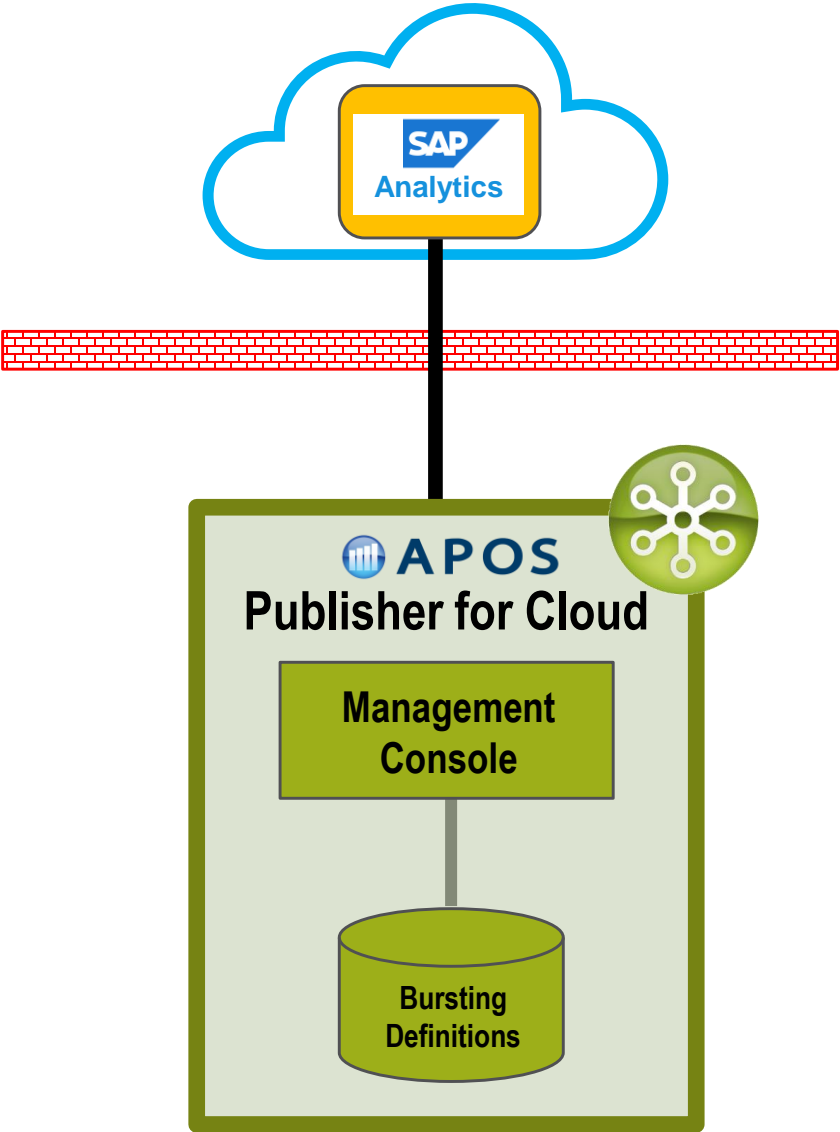 SAP
Analytics
APOS
Publisher for Cloud
Management
Console
Bursting
Definitions